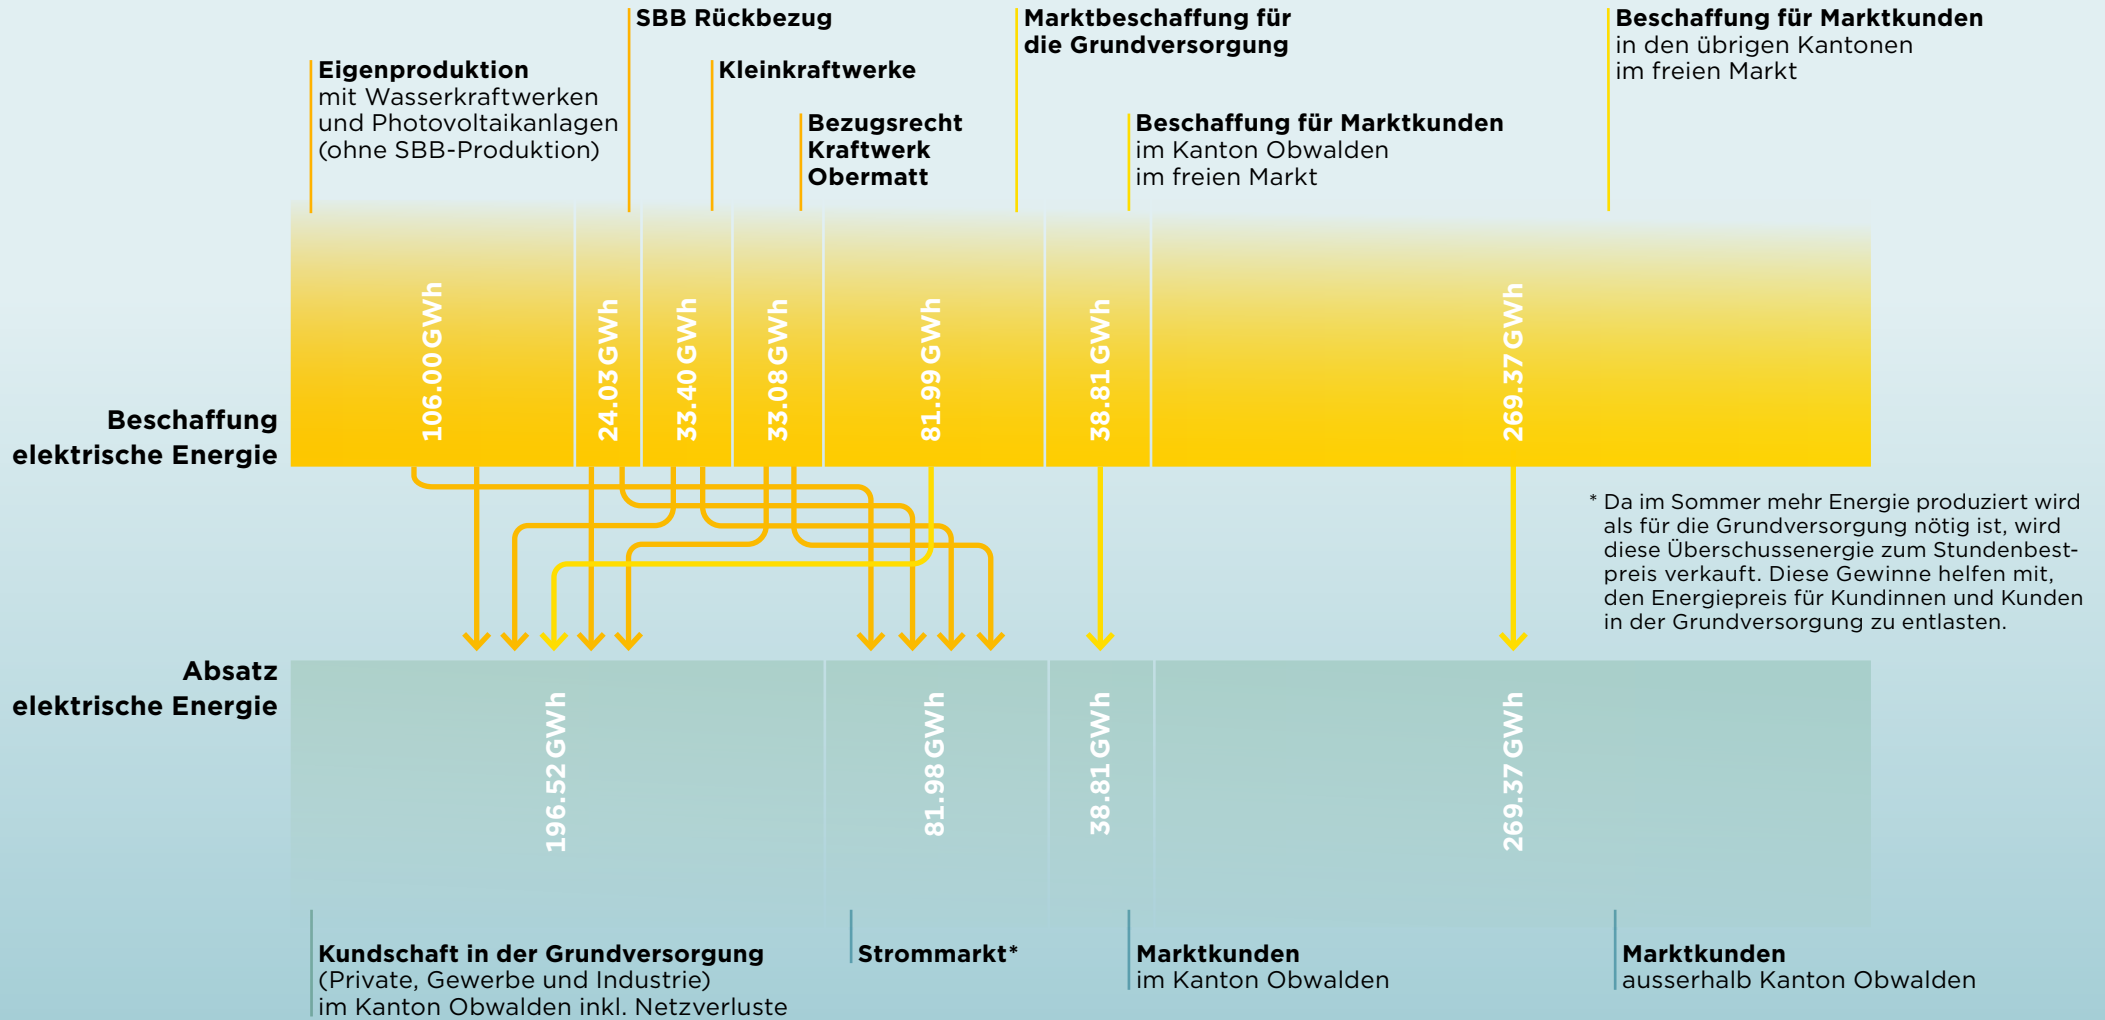 SBB Rückbezug
Marktbeschaffung für
die Grundversorgung
Beschaffung für Marktkunden
in den übrigen Kantonen
im freien Markt
Eigenproduktion
mit Wasserkraftwerken
und Photovoltaikanlagen
(ohne SBB-Produktion)
Kleinkraftwerke
Bezugsrecht
Kraftwerk
Obermatt
Beschaffung für Marktkunden
im Kanton Obwalden
im freien Markt
Beschaffung
elektrische Energie
106.00 GWh
24.03 GWh
33.40 GWh
33.08 GWh
81.99 GWh
38.81 GWh
269.37 GWh
* Da im Sommer mehr Energie produziert wird
als für die Grundversorgung nötig ist, wird
diese Überschussenergie zum Stundenbest-
preis verkauft. Diese Gewinne helfen mit,
den Energiepreis für Kundinnen und Kunden
in der Grundversorgung zu entlasten.
Absatz
elektrische Energie
196.52 GWh
81.98 GWh
38.81 GWh
269.37 GWh
Kundschaft in der Grundversorgung
(Private, Gewerbe und Industrie)
im Kanton Obwalden inkl. Netzverluste
Strommarkt*
Marktkunden
im Kanton Obwalden
Marktkunden
ausserhalb Kanton Obwalden